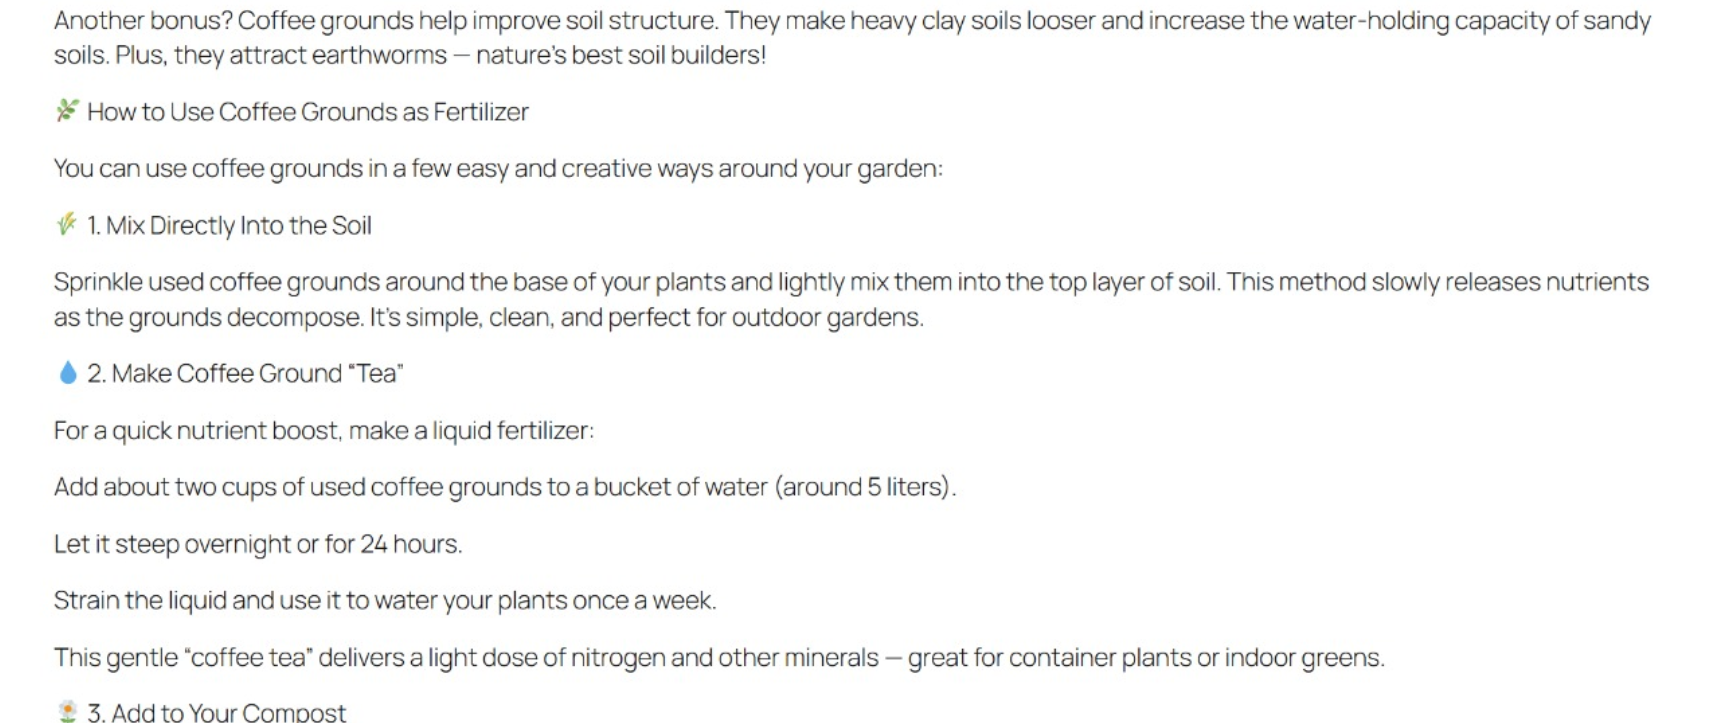 Another bonus? Coffee grounds help improve soil structure. They make heavy clay soils looser and increase the water-holding capacity of sandy
soils. Plus, they attract earthworms — nature's best soil builders!
🌿 How to Use Coffee Grounds as Fertilizer
You can use coffee grounds in a few easy and creative ways around your garden:
🌾 1. Mix Directly Into the Soil
Sprinkle used coffee grounds around the base of your plants and lightly mix them into the top layer of soil. This method slowly releases nutrients
as the grounds decompose. It's simple, clean, and perfect for outdoor gardens.
💧 2. Make Coffee Ground “Tea”
For a quick nutrient boost, make a liquid fertilizer:
Add about two cups of used coffee grounds to a bucket of water (around 5 liters).
Let it steep overnight or for 24 hours.
Strain the liquid and use it to water your plants once a week.
This gentle “coffee tea” delivers a light dose of nitrogen and other minerals — great for container plants or indoor greens.
🌼 3. Add to Your Compost